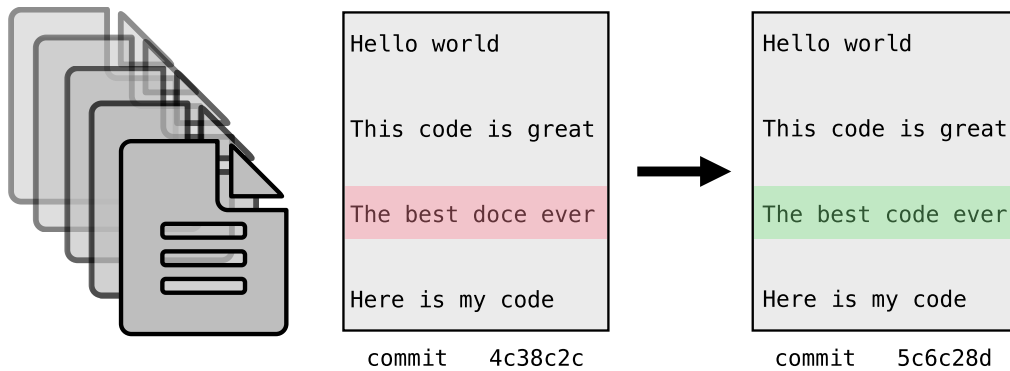 Hello world
This code is great
The best doce ever
Here is my code
commit 4c38c2c
Hello world
This code is great
The best code ever
Here is my code
commit 5c6c28d